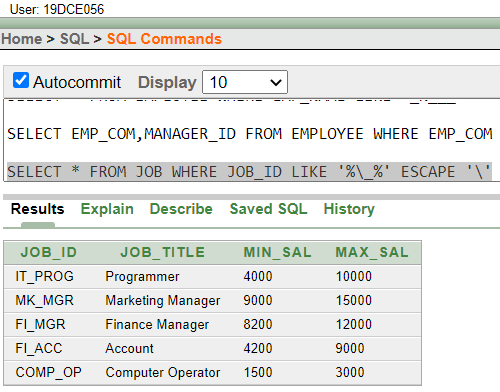 User: 19DCE056
Home > SQL > SQL Commands
Autocommit Display 10
SELECT EMP_COM,MANAGER_ID FROM EMPLOYEE WHERE EMP_COM
SELECT * FROM JOB WHERE JOB_ID LIKE '%\_%' ESCAPE '\'
Results Explain Describe Saved SQL History
JOB_ID JOB_TITLE MIN_SAL MAX_SAL
IT_PROG Programmer 4000 10000
MK_MGR Marketing Manager 9000 15000
FI_MGR Finance Manager 8200 12000
FI_ACC Account 4200 9000
COMP_OP Computer Operator 1500 3000